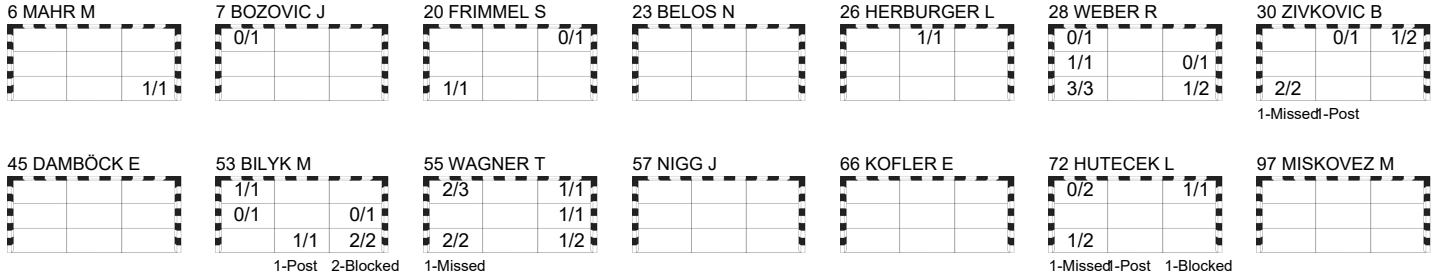 6 MAHR M 7 BOZOVIC J 20 FRIMMEL S 23 BELOS N 26 HERBURGER L 28 WEBER R 30 ZIVKOVIC B
0/1 0/1 1/1 0/1 0/1 1/2
1/1 0/1
1/1 1/1 3/3 1/2 2/2
1-Missed 1-Post
45 DAMBÖCK E 53 BILYK M 55 WAGNER T 57 NIGG J 66 KOFLER E 72 HUTECEK L 97 MISKOVEZ M
1/1 2/3 1/1 0/2 1/1
0/1 0/1 1/1
1/1 2/2 2/2 1/2 1/2
1-Post 2-Blocked 1-Missed 1-Missed 1-Post 1-Blocked